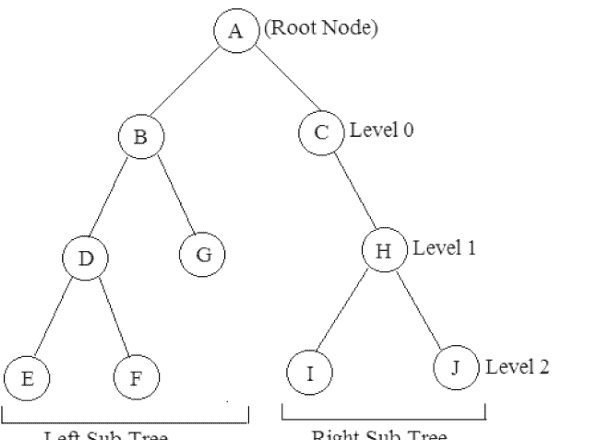 A (Root Node)
B
C Level 0
D
G
H Level 1
E
F
I
J Level 2
Left Sub Tree
Right Sub Tree